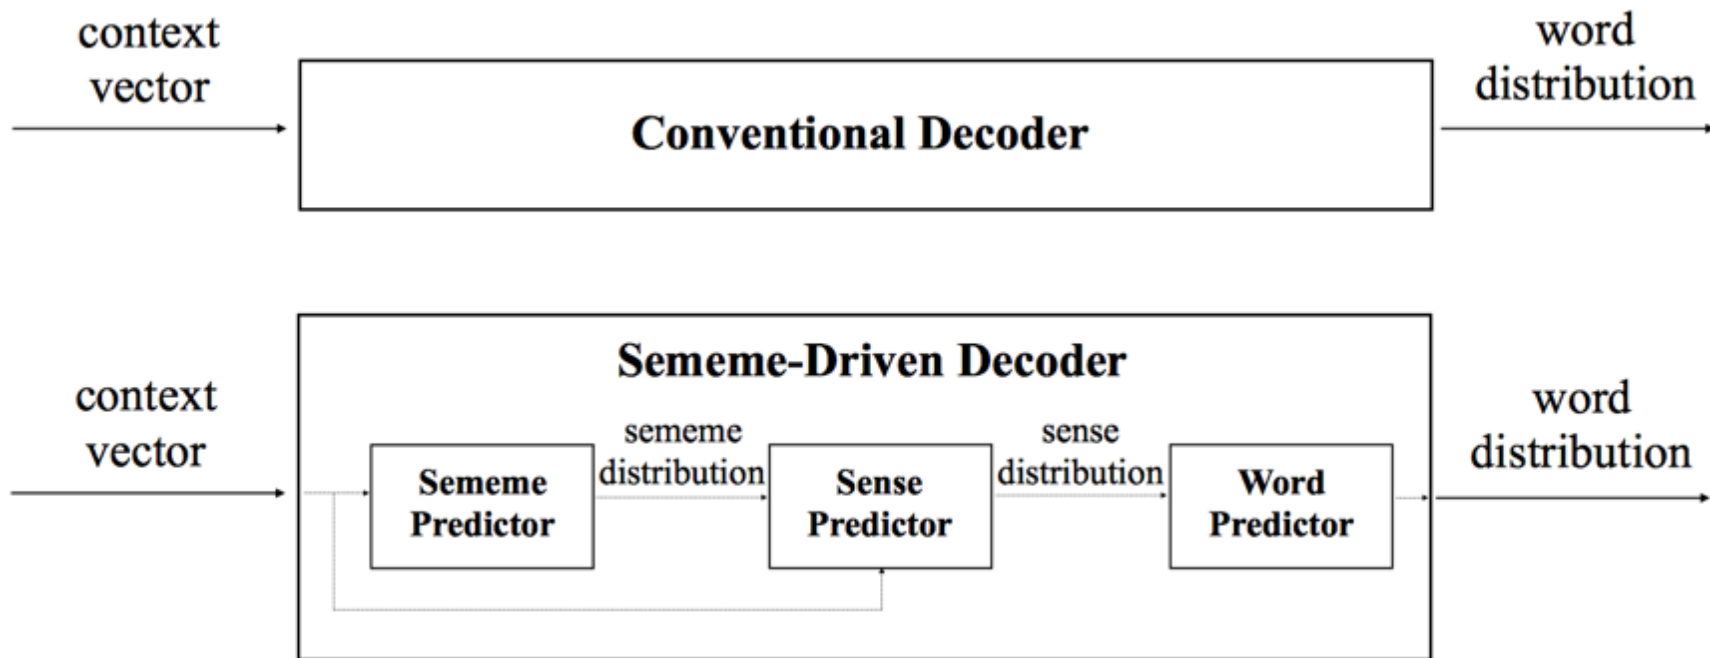 context
vector
Conventional Decoder
word
distribution
context
vector
Sememe-Driven Decoder
Sememe
Predictor
sememe
distribution
Sense
Predictor
sense
distribution
Word
Predictor
word
distribution